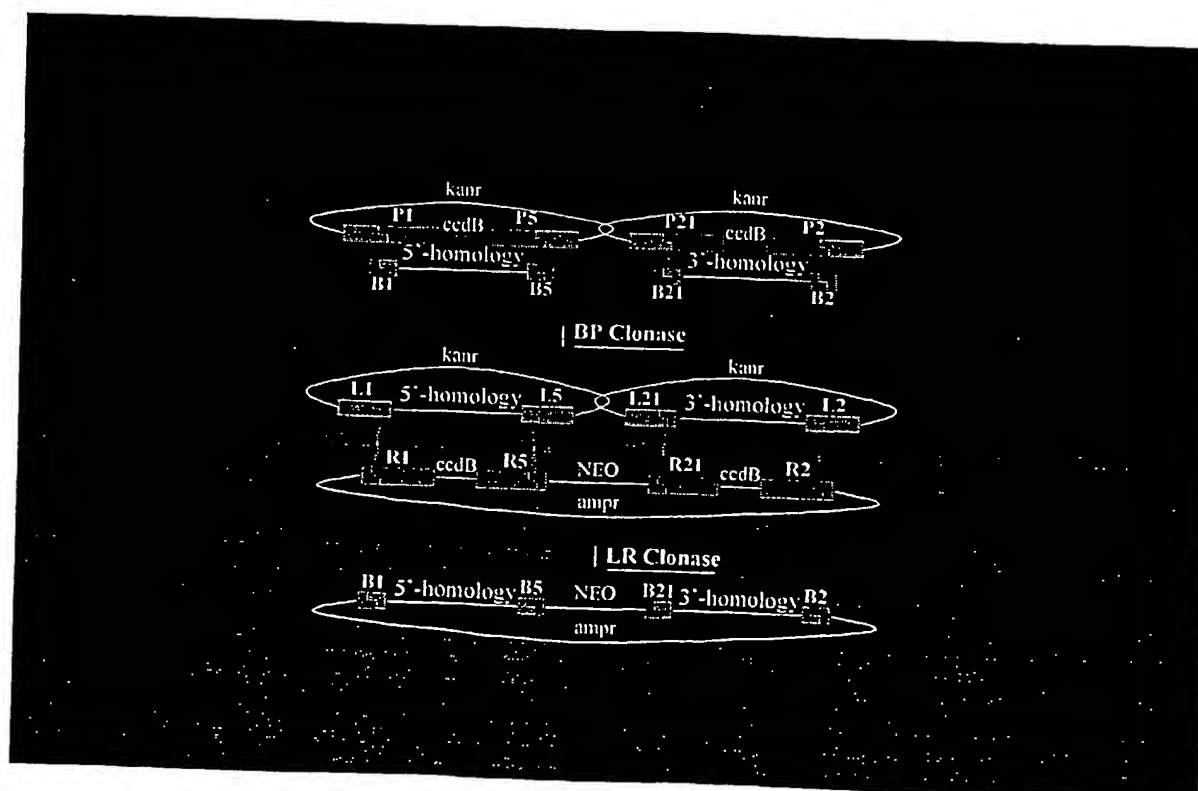 kanr kanr
P1 ccdB P5 P21 ccdB P2
5'-homology 3'-homology
B1 B5 B21 B2
BP Clonase
kanr kanr
L1 5'-homology L5 L21 3'-homology L2
R1 ccdB R5 NEO R21 ccdB R2
ampr
LR Clonase
B1 5'-homology B5 NEO B21 3'-homology B2
ampr